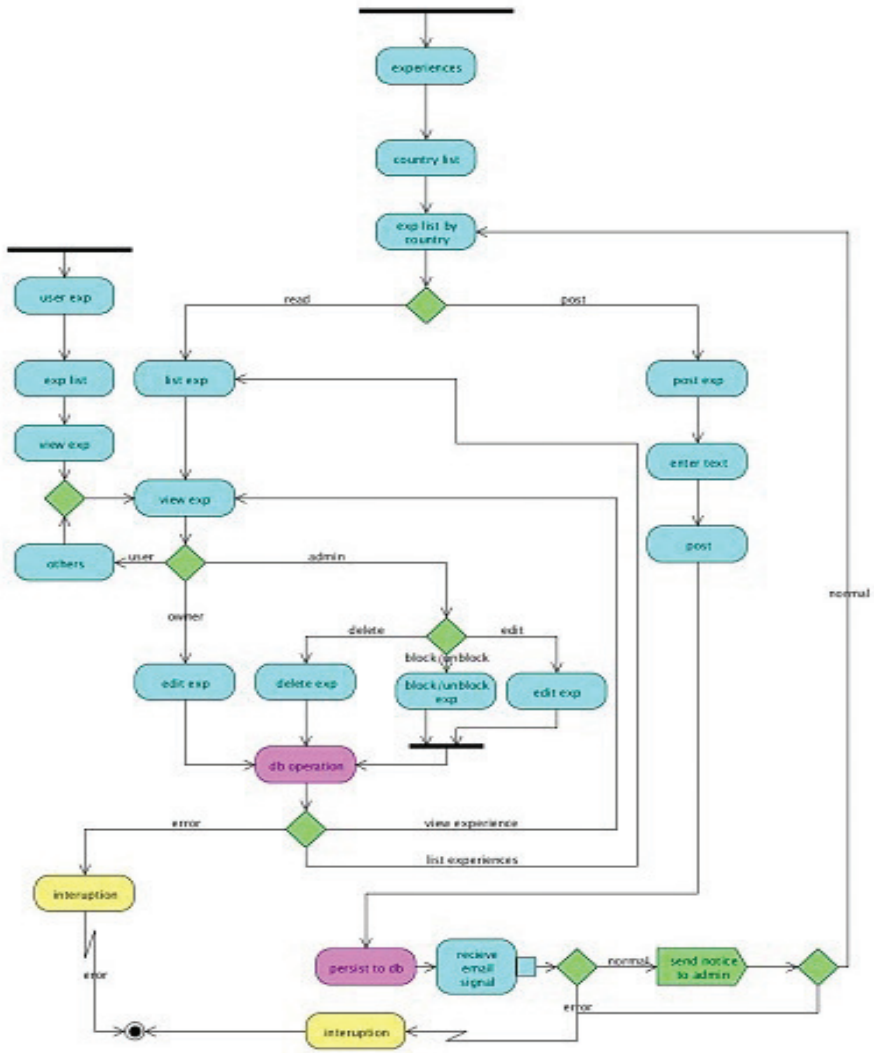 experiences
country list
exp list by
country
read
post
user exp
exp list
list exp
post exp
view exp
enter text
view exp
post
others
user
admin
owner
delete
edit
block/unblock
edit exp
delete exp
block/unblock
exp
edit exp
normal
db operation
error
view experience
list experiences
interuption
eror
persist to db
recieve
email
signal
normal
send notice
to admin
error
interuption